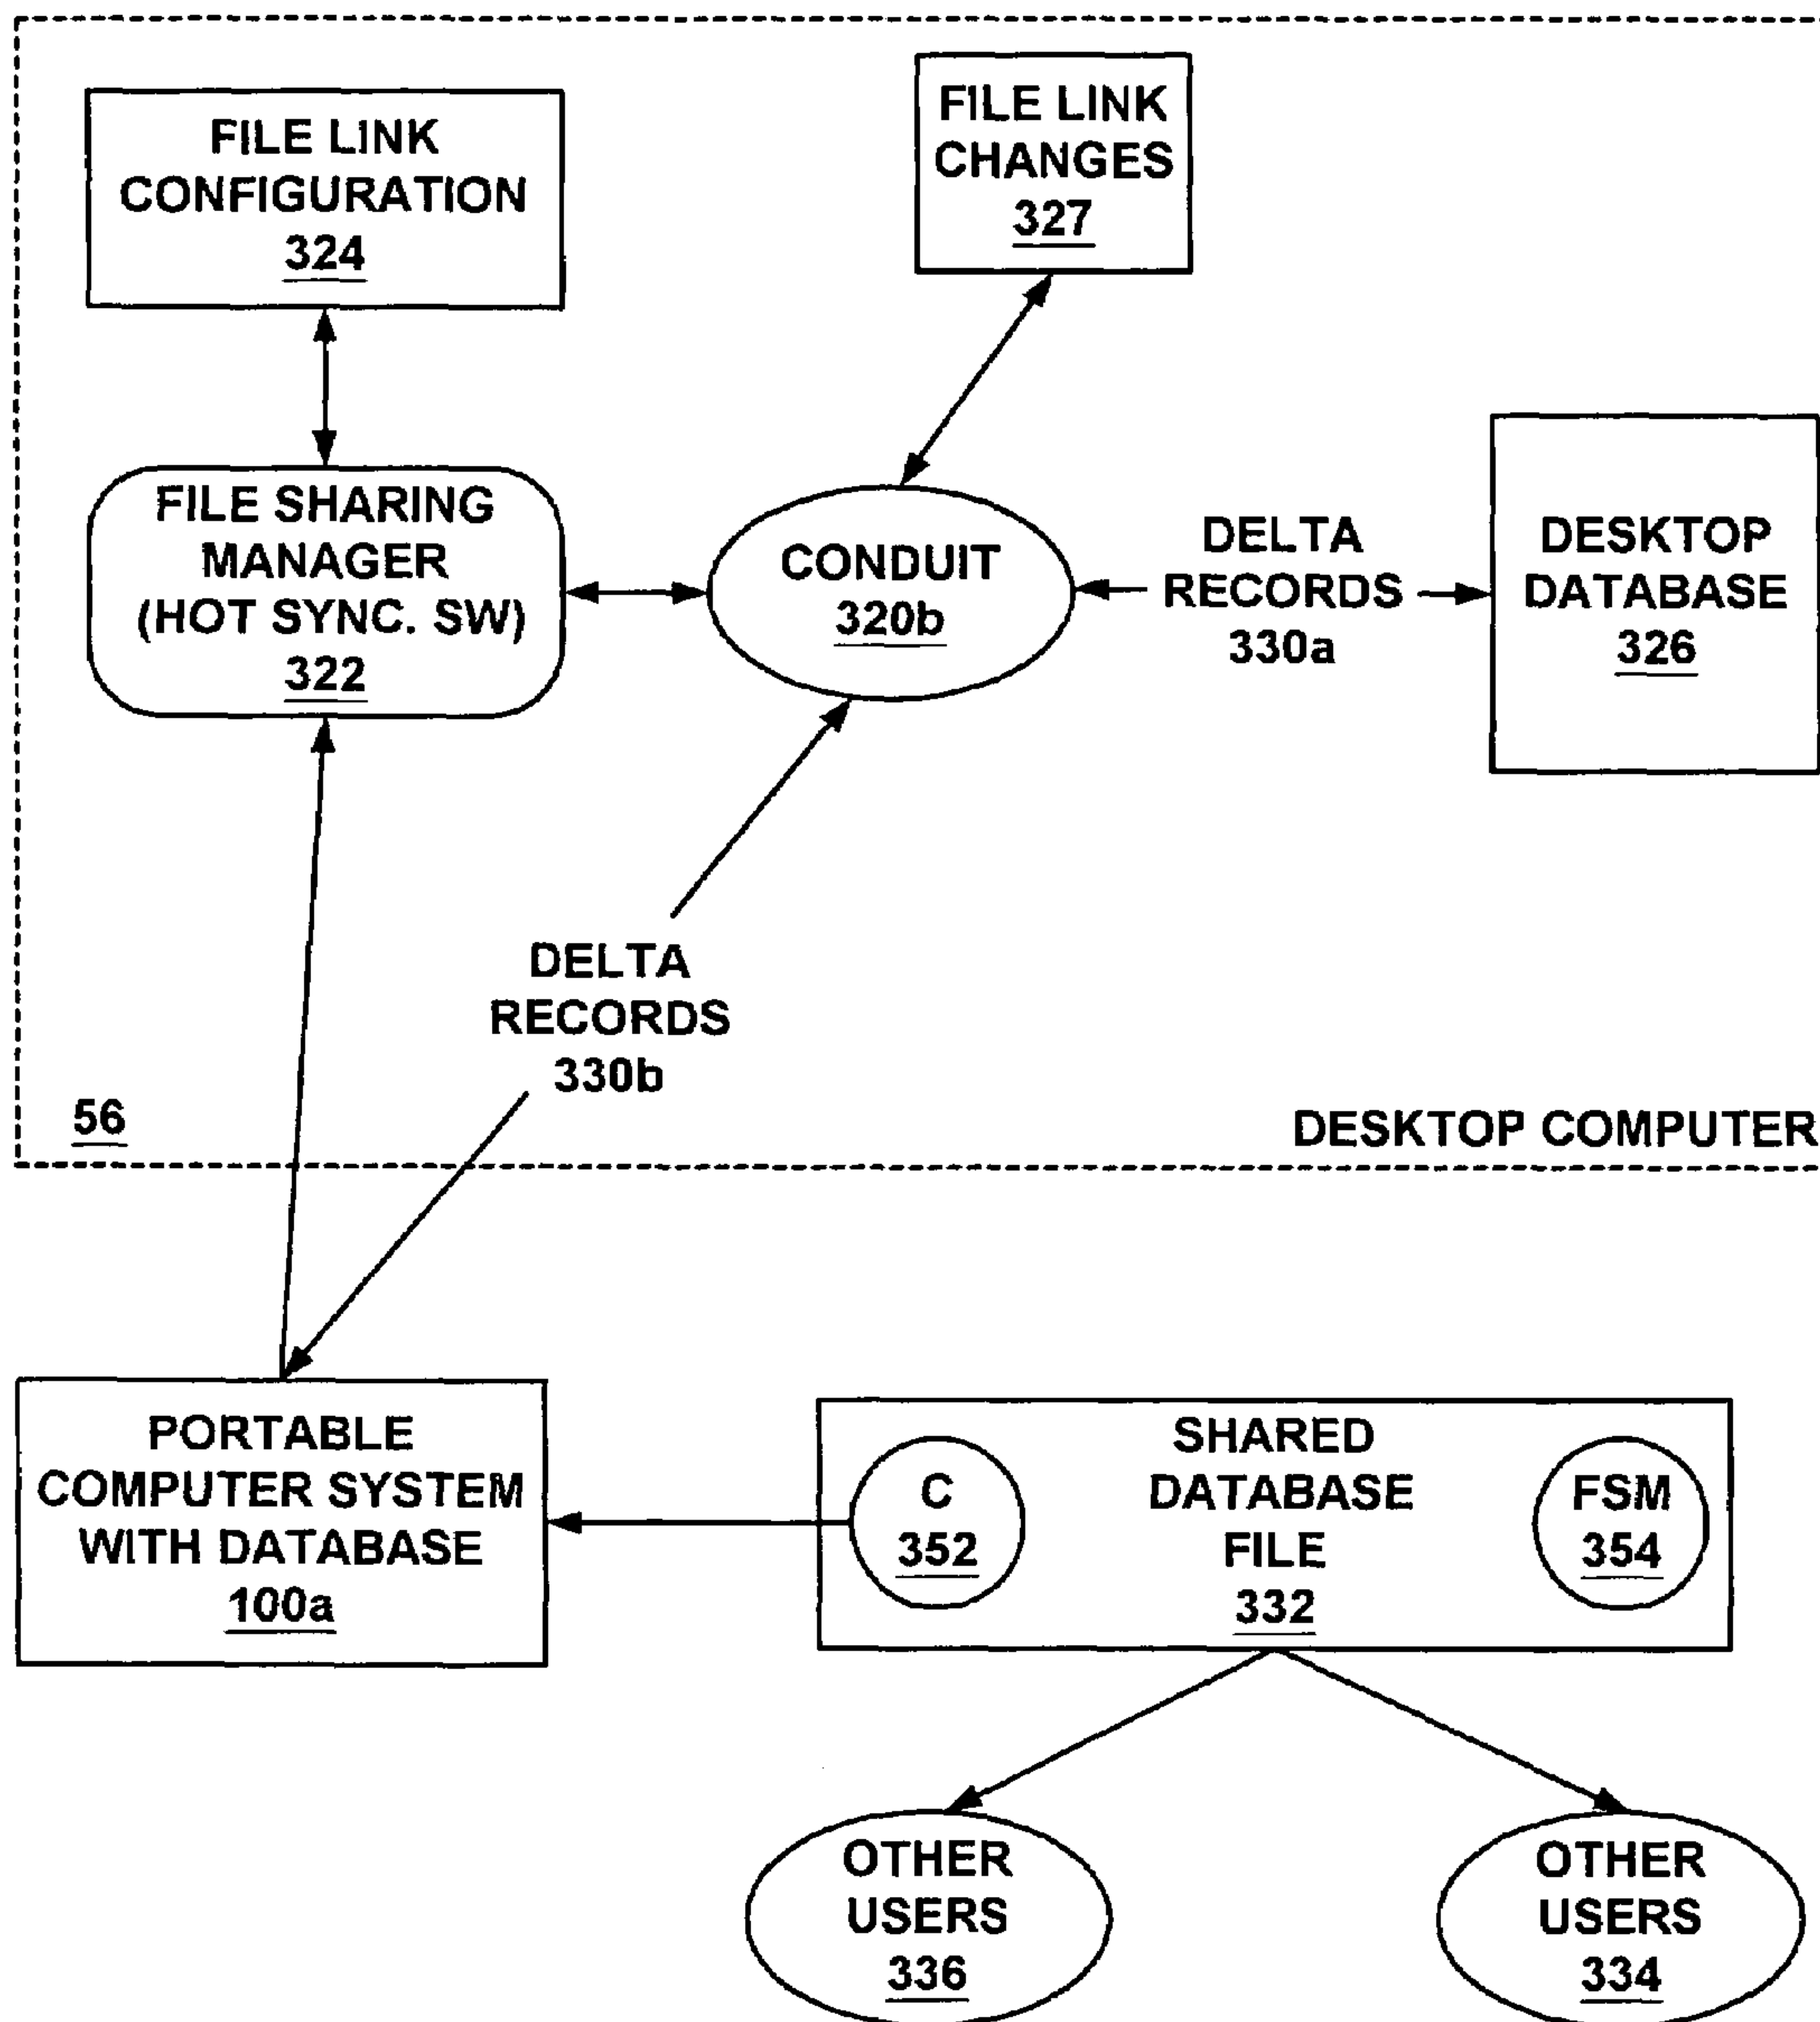 FILE LINK
CONFIGURATION
324
FILE LINK
CHANGES
327
FILE SHARING
MANAGER
(HOT SYNC. SW)
322
CONDUIT
320b
DELTA
RECORDS
330a
DESKTOP
DATABASE
326
DELTA
RECORDS
330b
56
DESKTOP COMPUTER
PORTABLE
COMPUTER SYSTEM
WITH DATABASE
100a
C
352
SHARED
DATABASE
FILE
332
FSM
354
OTHER
USERS
336
OTHER
USERS
334